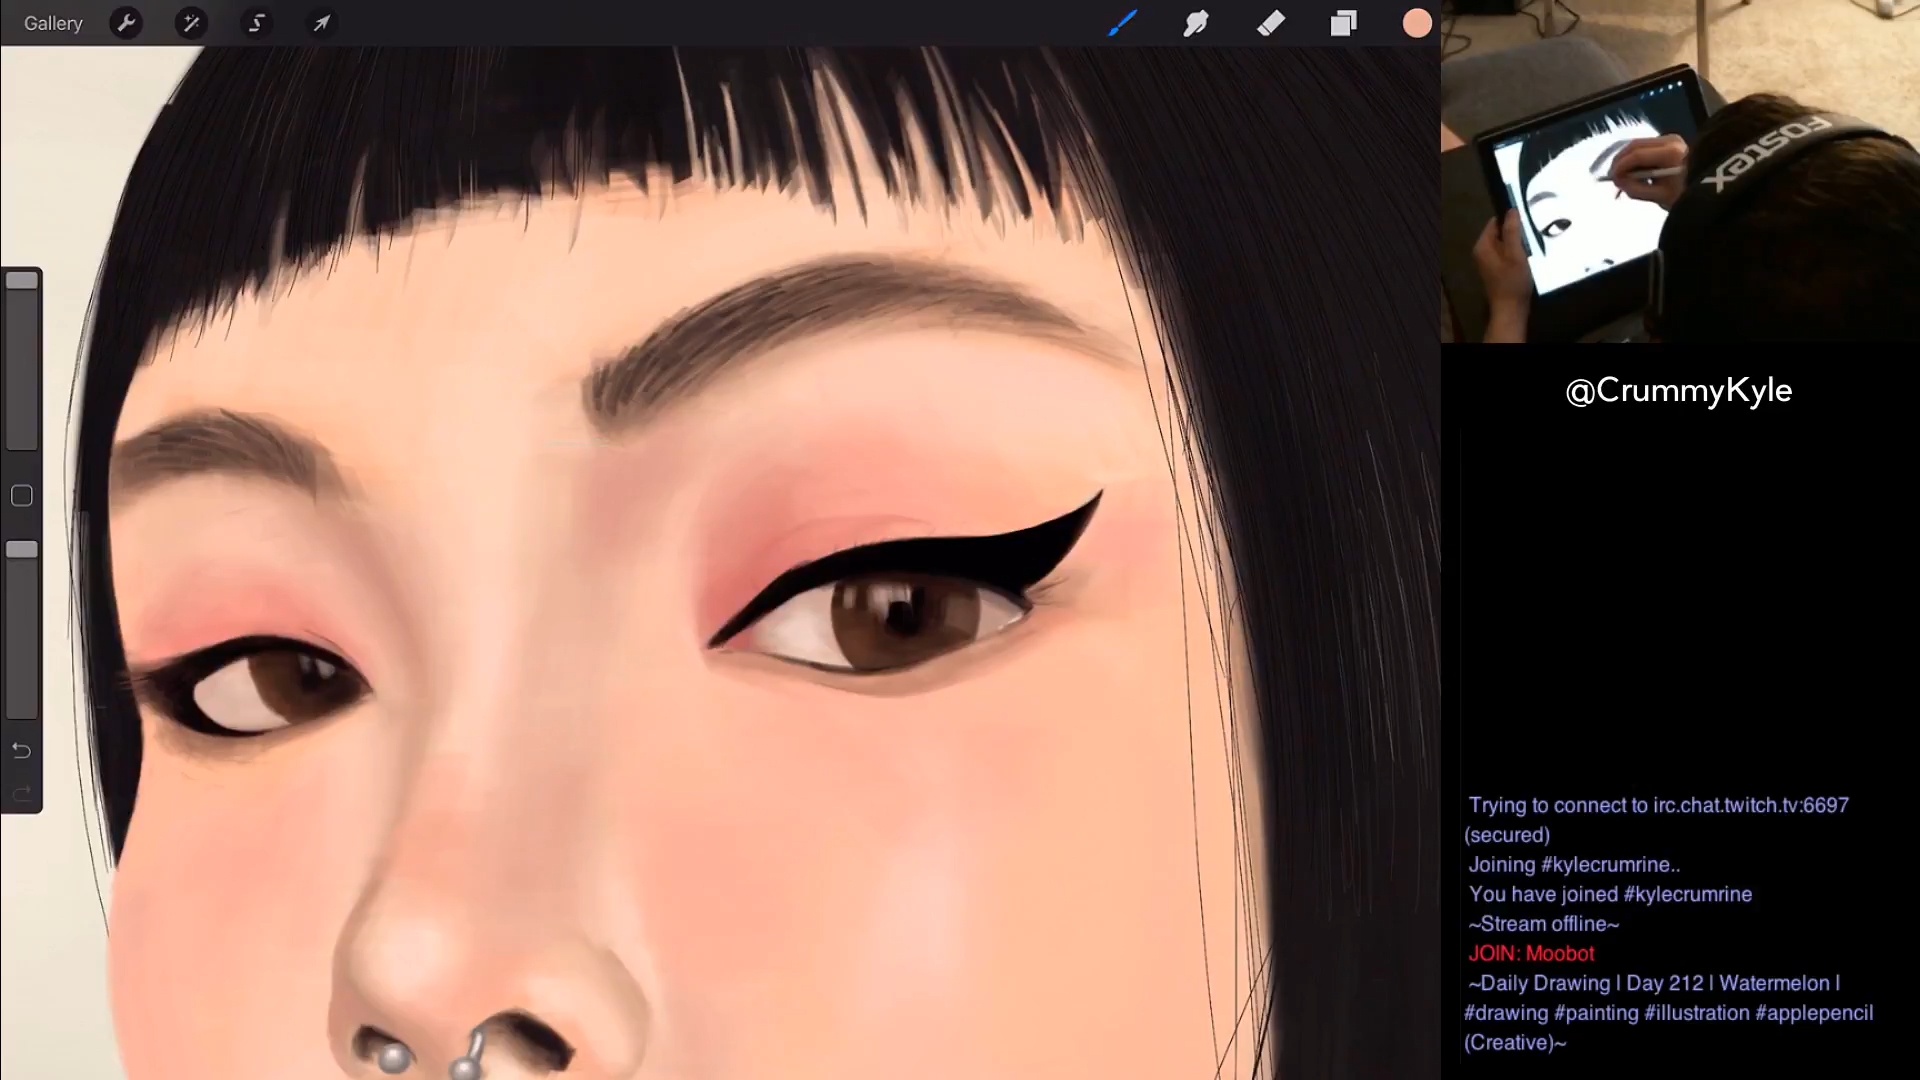 Gallery
Fostex
@CrummyKyle
Trying to connect to irc.chat.twitch.tv:6697
(secured)
Joining #kylecrumrine..
You have joined #kylecrumrine
~Stream offline~
JOIN: Moobot
~Daily Drawing | Day 212 | Watermelon |
#drawing #painting #illustration #applepencil
(Creative)~